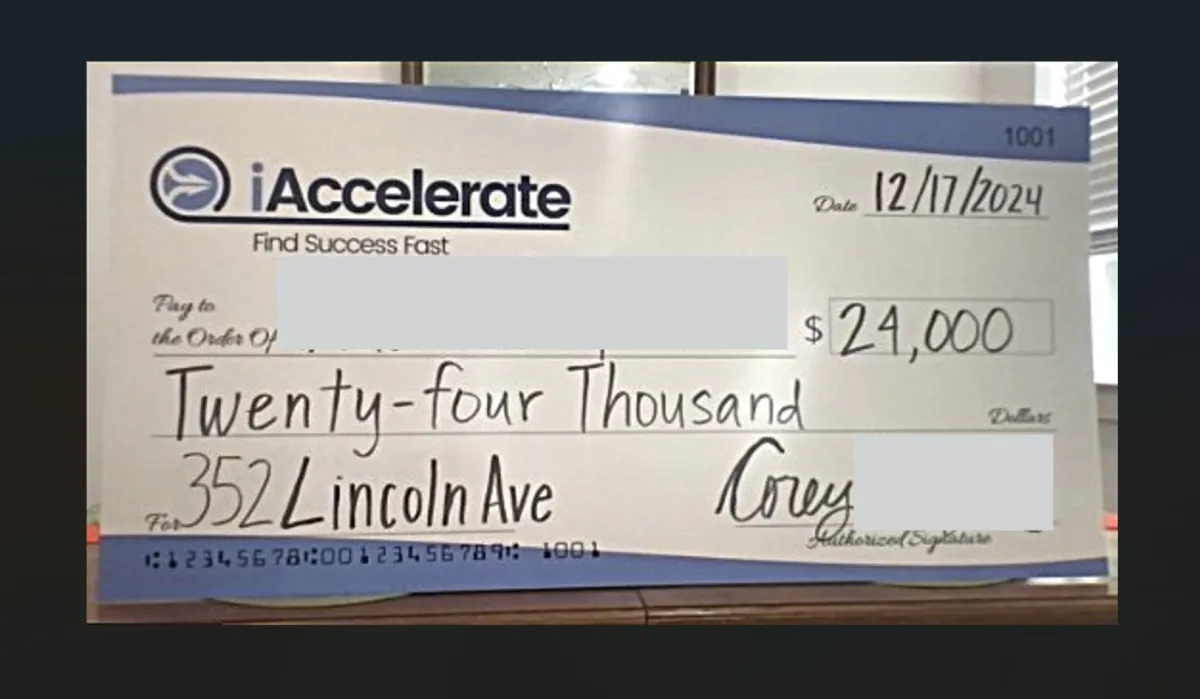 1001
iAccelerate
Find Success Fast
Date 12/17/2024
Pay to
the Order Of
$ 24,000
Twenty-four Thousand
Dollars
For 352 Lincoln Ave
Corey
Authorized Signature
⑆123456781⑆00123456789⑆ 1001